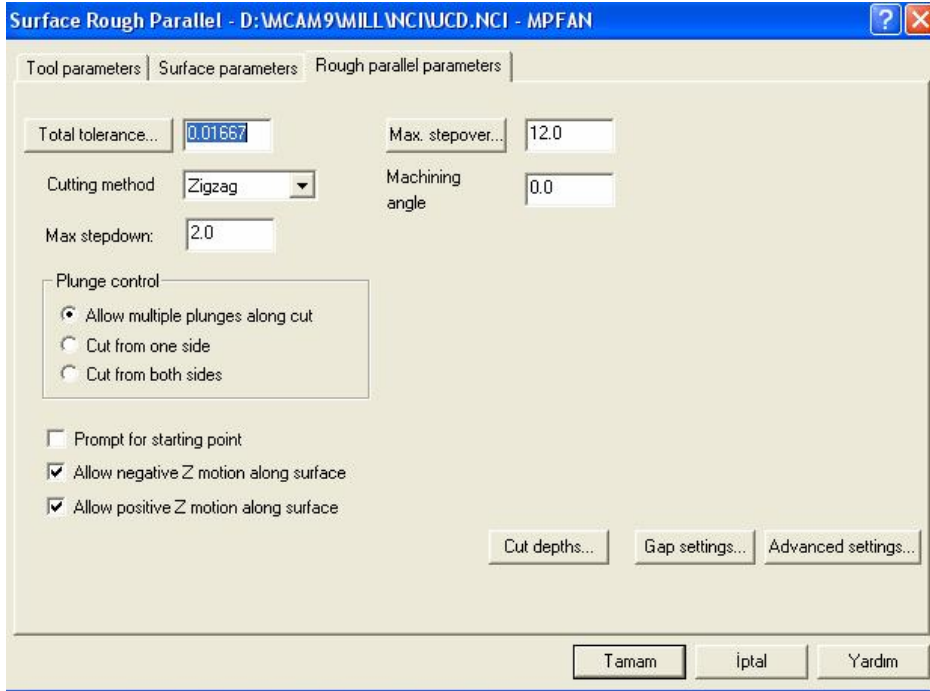 Surface Rough Parallel - D:\MCAM9\MILL\NCI\UCD.NCI - MPFAN
Tool parameters Surface parameters Rough parallel parameters
Total tolerance... 0.01667 Max. stepover... 12.0
Cutting method Zigzag Machining angle 0.0
Max stepdown: 2.0
Plunge control
Allow multiple plunges along cut
Cut from one side
Cut from both sides
Prompt for starting point
Allow negative Z motion along surface
Allow positive Z motion along surface
Cut depths... Gap settings... Advanced settings...
Tamam İptal Yardım